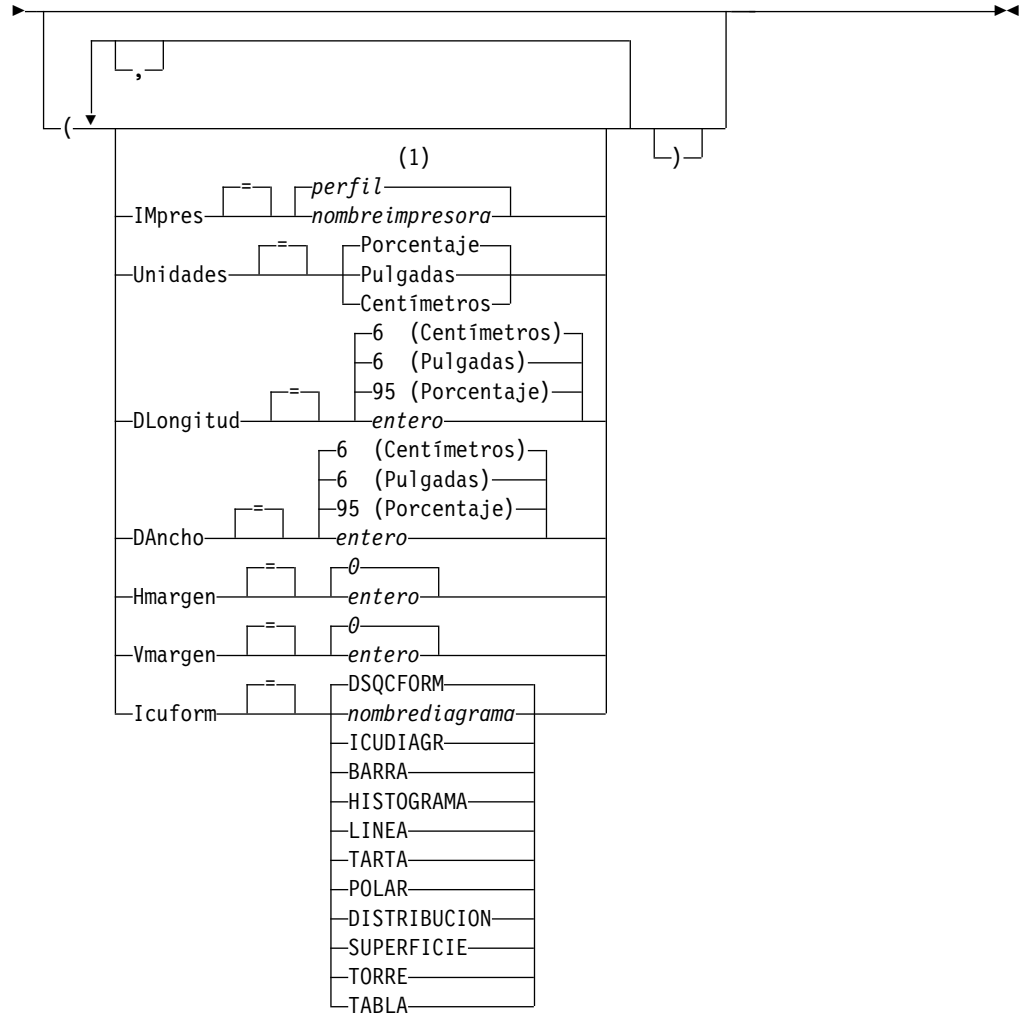 ,
( )
(1)
= perfil
IMpres nombreimpresora
= Porcentaje
Unidades Pulgadas
Centímetros
6 (Centímetros)
6 (Pulgadas)
= 95 (Porcentaje)
DLongitud entero
6 (Centímetros)
6 (Pulgadas)
= 95 (Porcentaje)
DAncho entero
= 0
Hmargen entero
= 0
Vmargen entero
= DSQCFORM
Icuform nombrediagrama
ICUDIAGR
BARRA
HISTOGRAMA
LINEA
TARTA
POLAR
DISTRIBUCION
SUPERFICIE
TORRE
TABLA